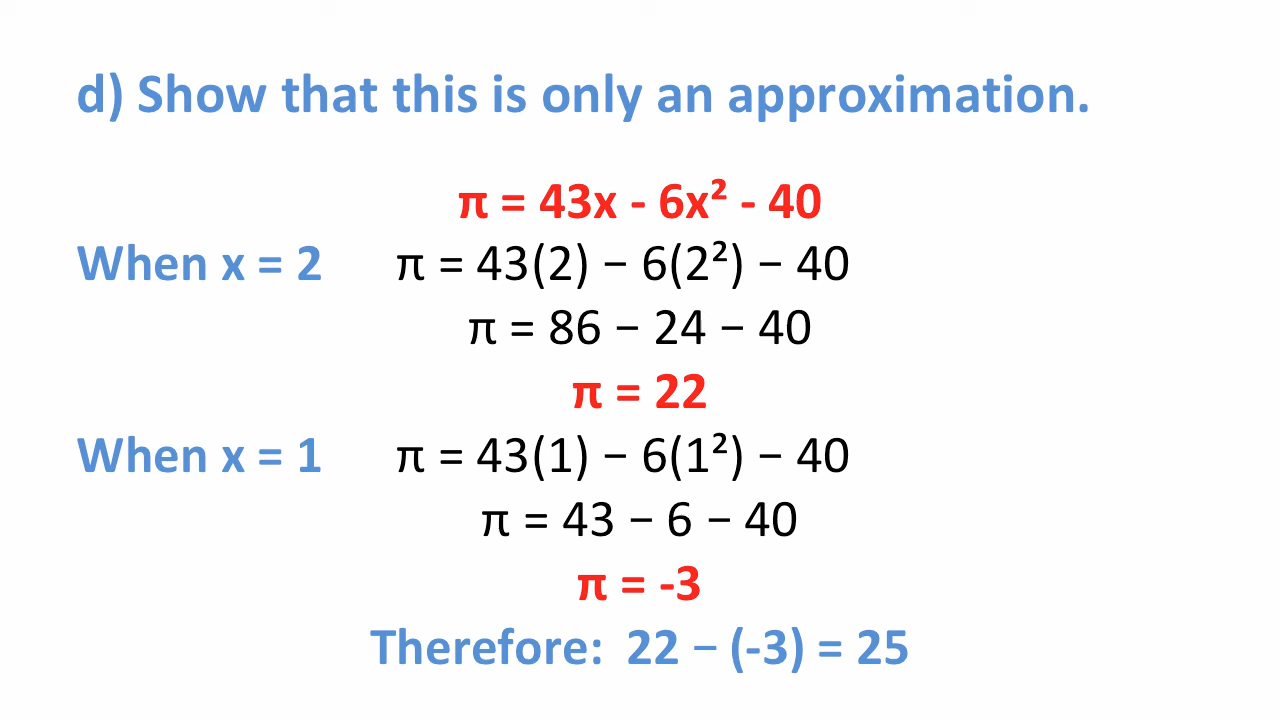 d) Show that this is only an approximation.
π = 43x - 6x² - 40
When x = 2 π = 43(2) − 6(2²) − 40
π = 86 − 24 − 40
π = 22
When x = 1 π = 43(1) − 6(1²) − 40
π = 43 − 6 − 40
π = -3
Therefore: 22 − (-3) = 25